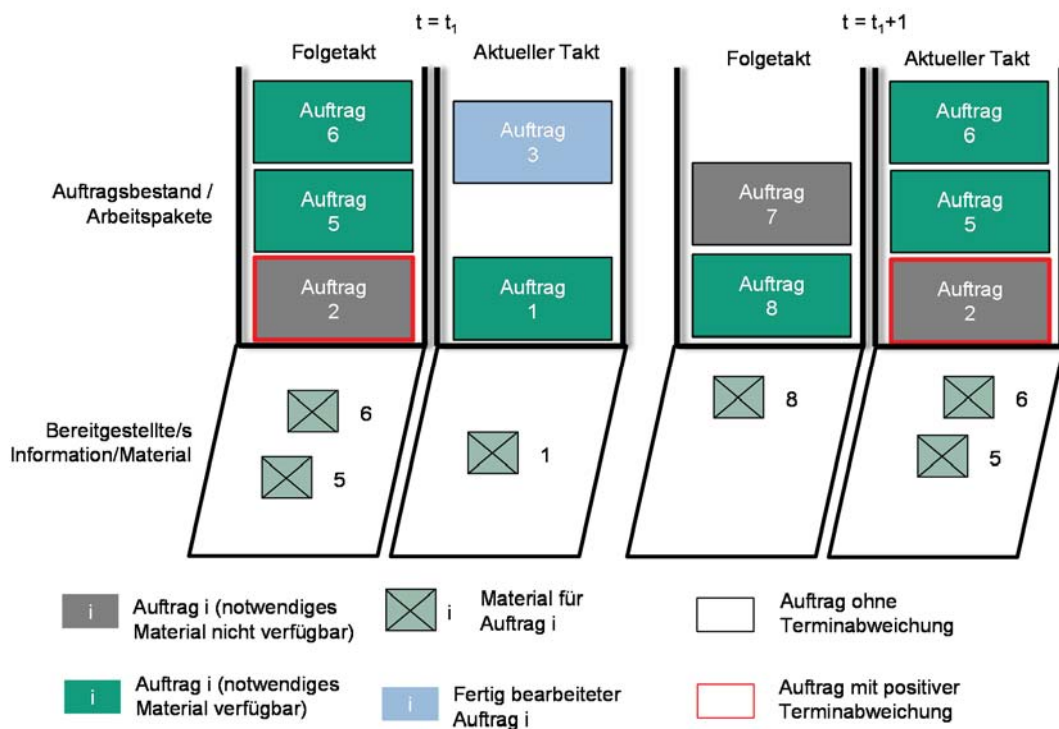 t = t₁
t = t₁+1
Folgetakt
Aktueller Takt
Folgetakt
Aktueller Takt
Auftragsbestand /
Arbeitspakete
Auftrag
6
Auftrag
5
Auftrag
2
Auftrag
3
Auftrag
1
Auftrag
7
Auftrag
8
Auftrag
6
Auftrag
5
Auftrag
2
Bereitgestellte/s
Information/Material
6
5
1
8
6
5
i
Auftrag i (notwendiges
Material nicht verfügbar)
i
Material für
Auftrag i
Auftrag ohne
Terminabweichung
i
Auftrag i (notwendiges
Material verfügbar)
i
Fertig bearbeiteter
Auftrag i
Auftrag mit positiver
Terminabweichung